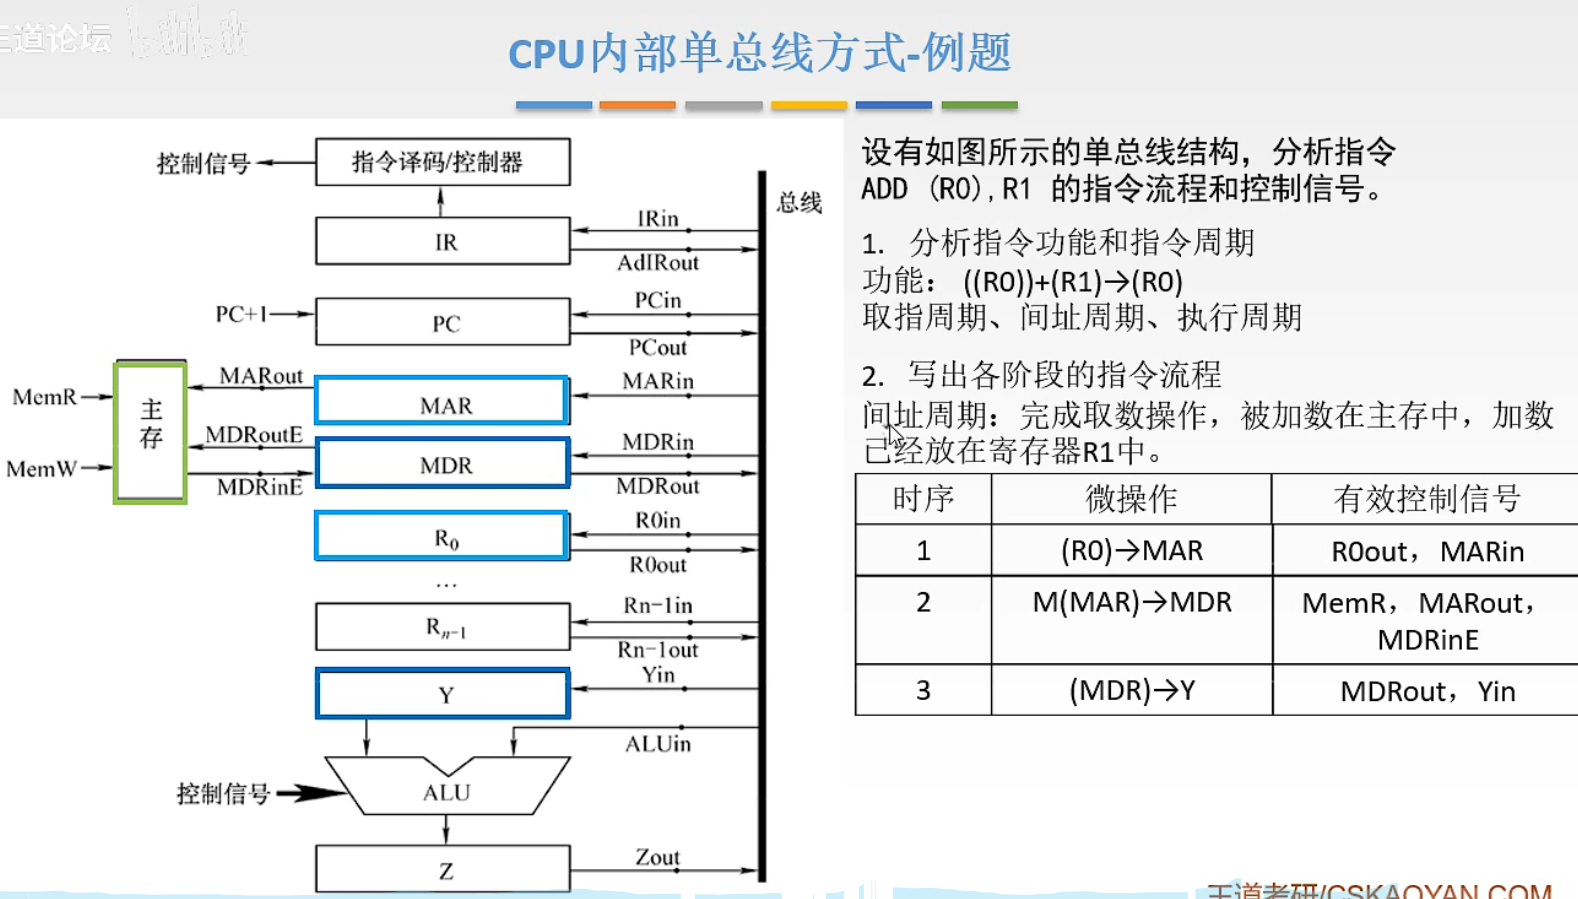 王道论坛 bilibili
CPU内部单总线方式-例题
控制信号
指令译码/控制器
总线
IRin
IR
AdIRout
PC+1
PCin
PC
PCout
MARout
MARin
MemR
主存
MAR
MDRoutE
MDRin
MemW
MDR
MDRinE
MDRout
R0in
R₀
R0out
…
Rn-1in
Rₙ₋₁
Rn-1out
Yin
Y
ALUin
控制信号
ALU
Zout
Z
设有如图所示的单总线结构，分析指令
ADD (R0),R1 的指令流程和控制信号。
1. 分析指令功能和指令周期
功能： ((R0))+(R1)→(R0)
取指周期、间址周期、执行周期
2. 写出各阶段的指令流程
间址周期：完成取数操作，被加数在主存中，加数
已经放在寄存器R1中。
时序 微操作 有效控制信号
1 (R0)→MAR R0out，MARin
2 M(MAR)→MDR MemR，MARout，
MDRinE
3 (MDR)→Y MDRout，Yin
王道考研/CSKAOYAN.COM